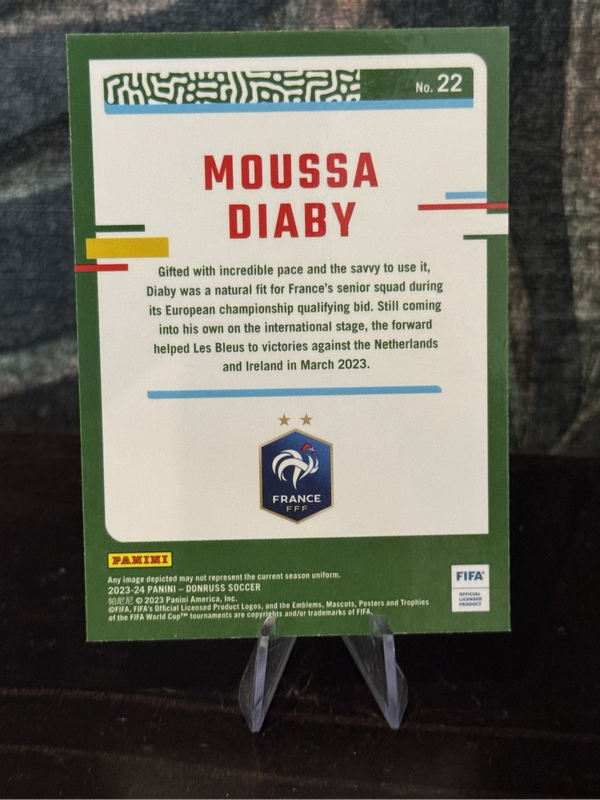 No. 22
MOUSSA
DIABY
Gifted with incredible pace and the savvy to use it,
Diaby was a natural fit for France's senior squad during
its European championship qualifying bid. Still coming
into his own on the international stage, the forward
helped Les Bleus to victories against the Netherlands
and Ireland in March 2023.
FRANCE
FFF
PANINI
Any image depicted may not represent the current season uniform.
2023-24 PANINI – DONRUSS SOCCER
帕尼尼 © 2023 Panini America, Inc.
©FIFA, FIFA's Official Licensed Product Logos, and the Emblems, Mascots, Posters and Trophies
of the FIFA World Cup™ tournaments are copyrights and/or trademarks of FIFA.
FIFA®
OFFICIAL
LICENSED
PRODUCT